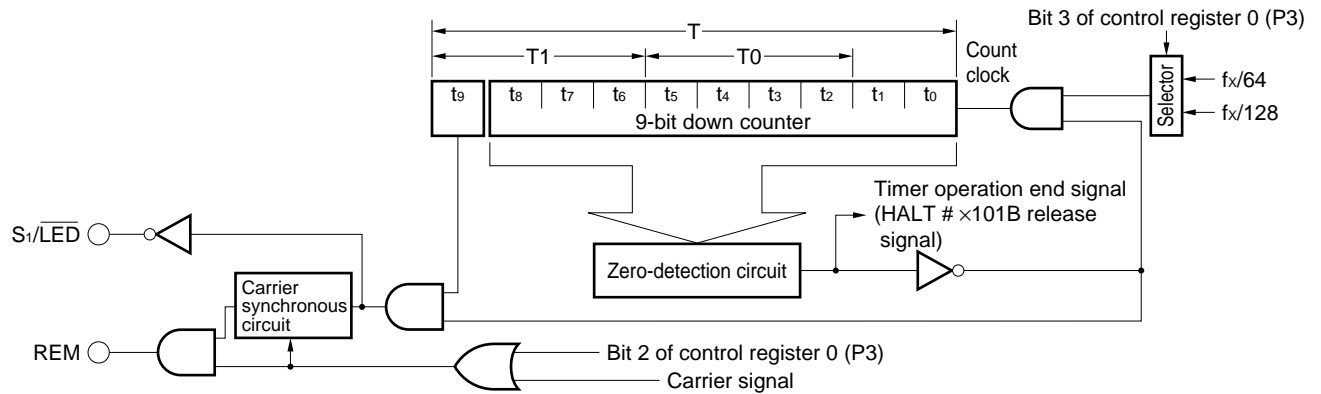 Bit 3 of control register 0 (P3)
T
T1
T0
Count
clock
t9
t8
t7
t6
t5
t4
t3
t2
t1
t0
9-bit down counter
Selector
fX/64
fX/128
Timer operation end signal
(HALT # ×101B release
signal)
S1/LED
Zero-detection circuit
Carrier
synchronous
circuit
REM
Bit 2 of control register 0 (P3)
Carrier signal